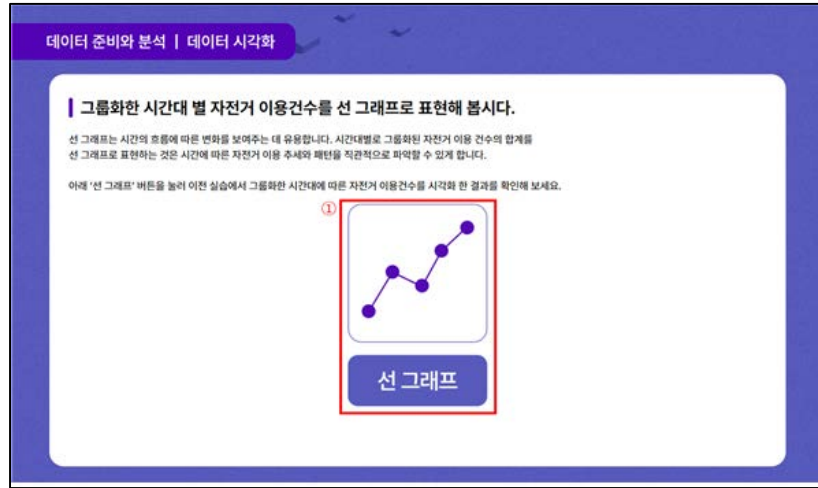 데이터 준비와 분석 | 데이터 시각화
그룹화한 시간대 별 자전거 이용건수를 선 그래프로 표현해 봅시다.
선 그래프는 시간의 흐름에 따른 변화를 보여주는 데 유용합니다. 시간대별로 그룹화된 자전거 이용 건수의 합계를
선 그래프로 표현하는 것은 시간에 따른 자전거 이용 추세와 패턴을 직관적으로 파악할 수 있게 합니다.
아래 '선 그래프' 버튼을 눌러 이전 실습에서 그룹화한 시간대에 따른 자전거 이용건수를 시각화 한 결과를 확인해 보세요.
①
선 그래프